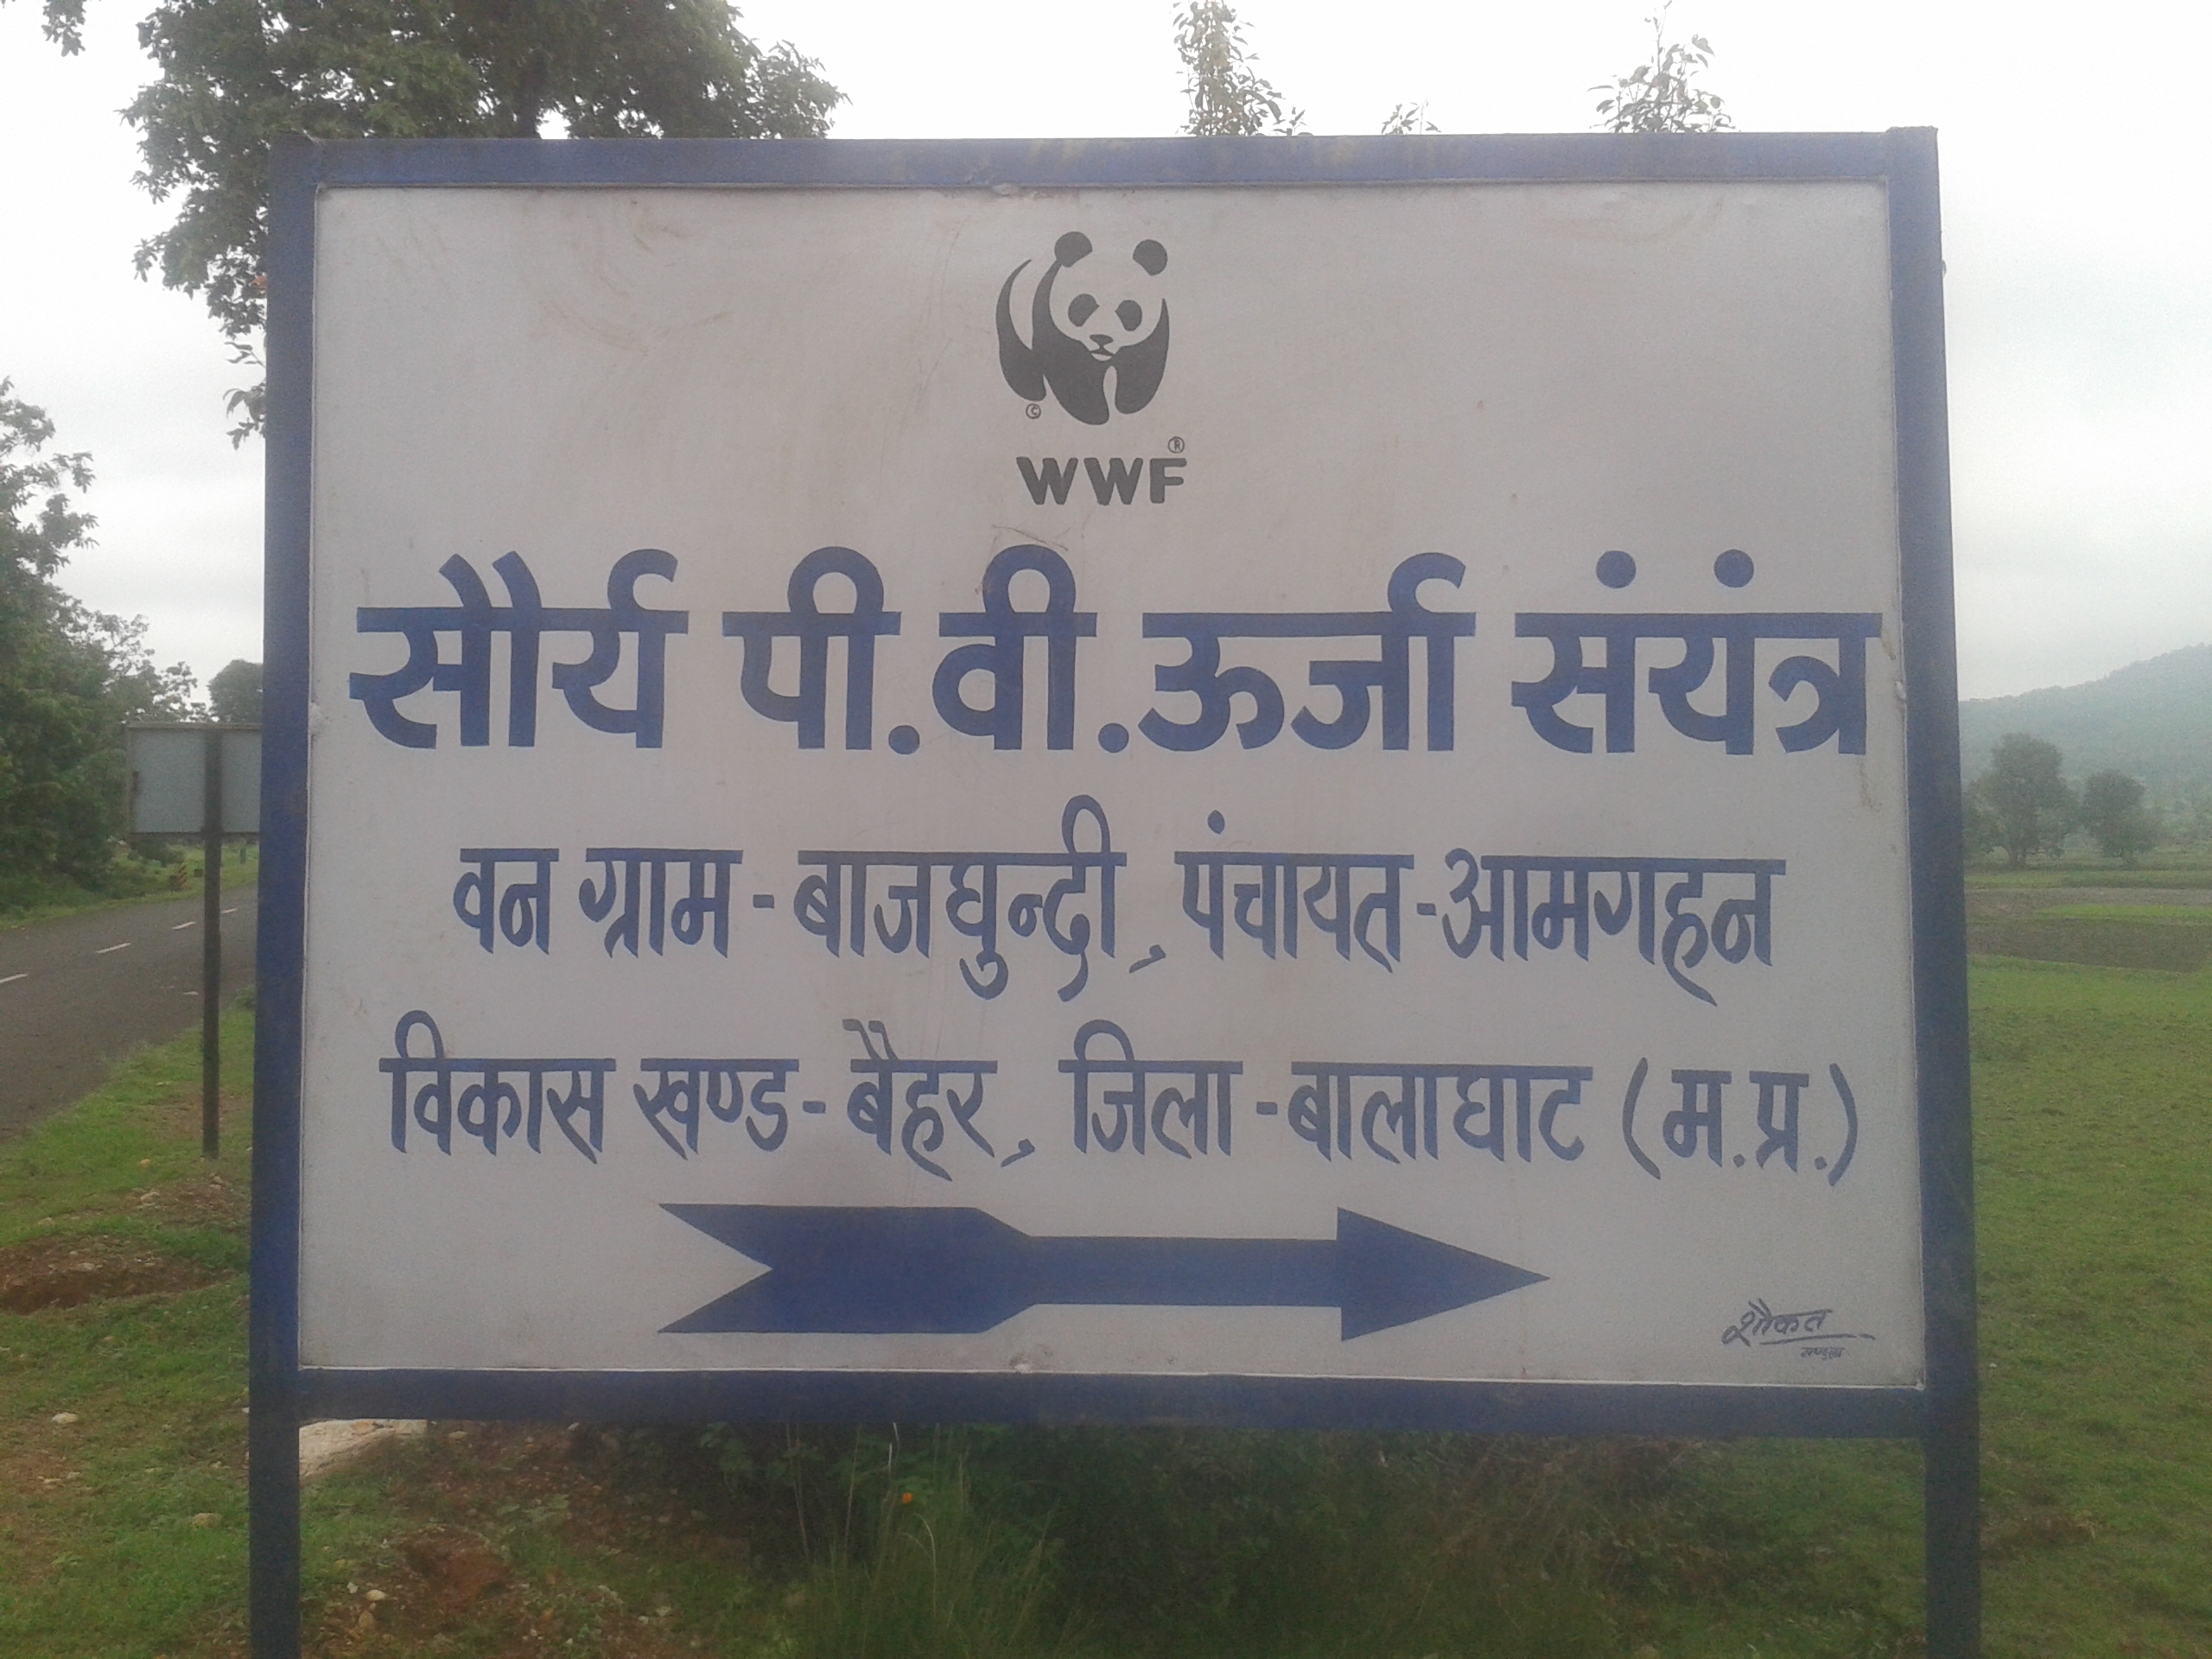 ©
®
WWF
सौर्य पी.वी.ऊर्जा संयंत्र
वन ग्राम-बाजघुन्दी, पंचायत-आमगहन
विकास खण्ड-बैहर, जिला-बालाघाट (म.प्र.)
शौकत